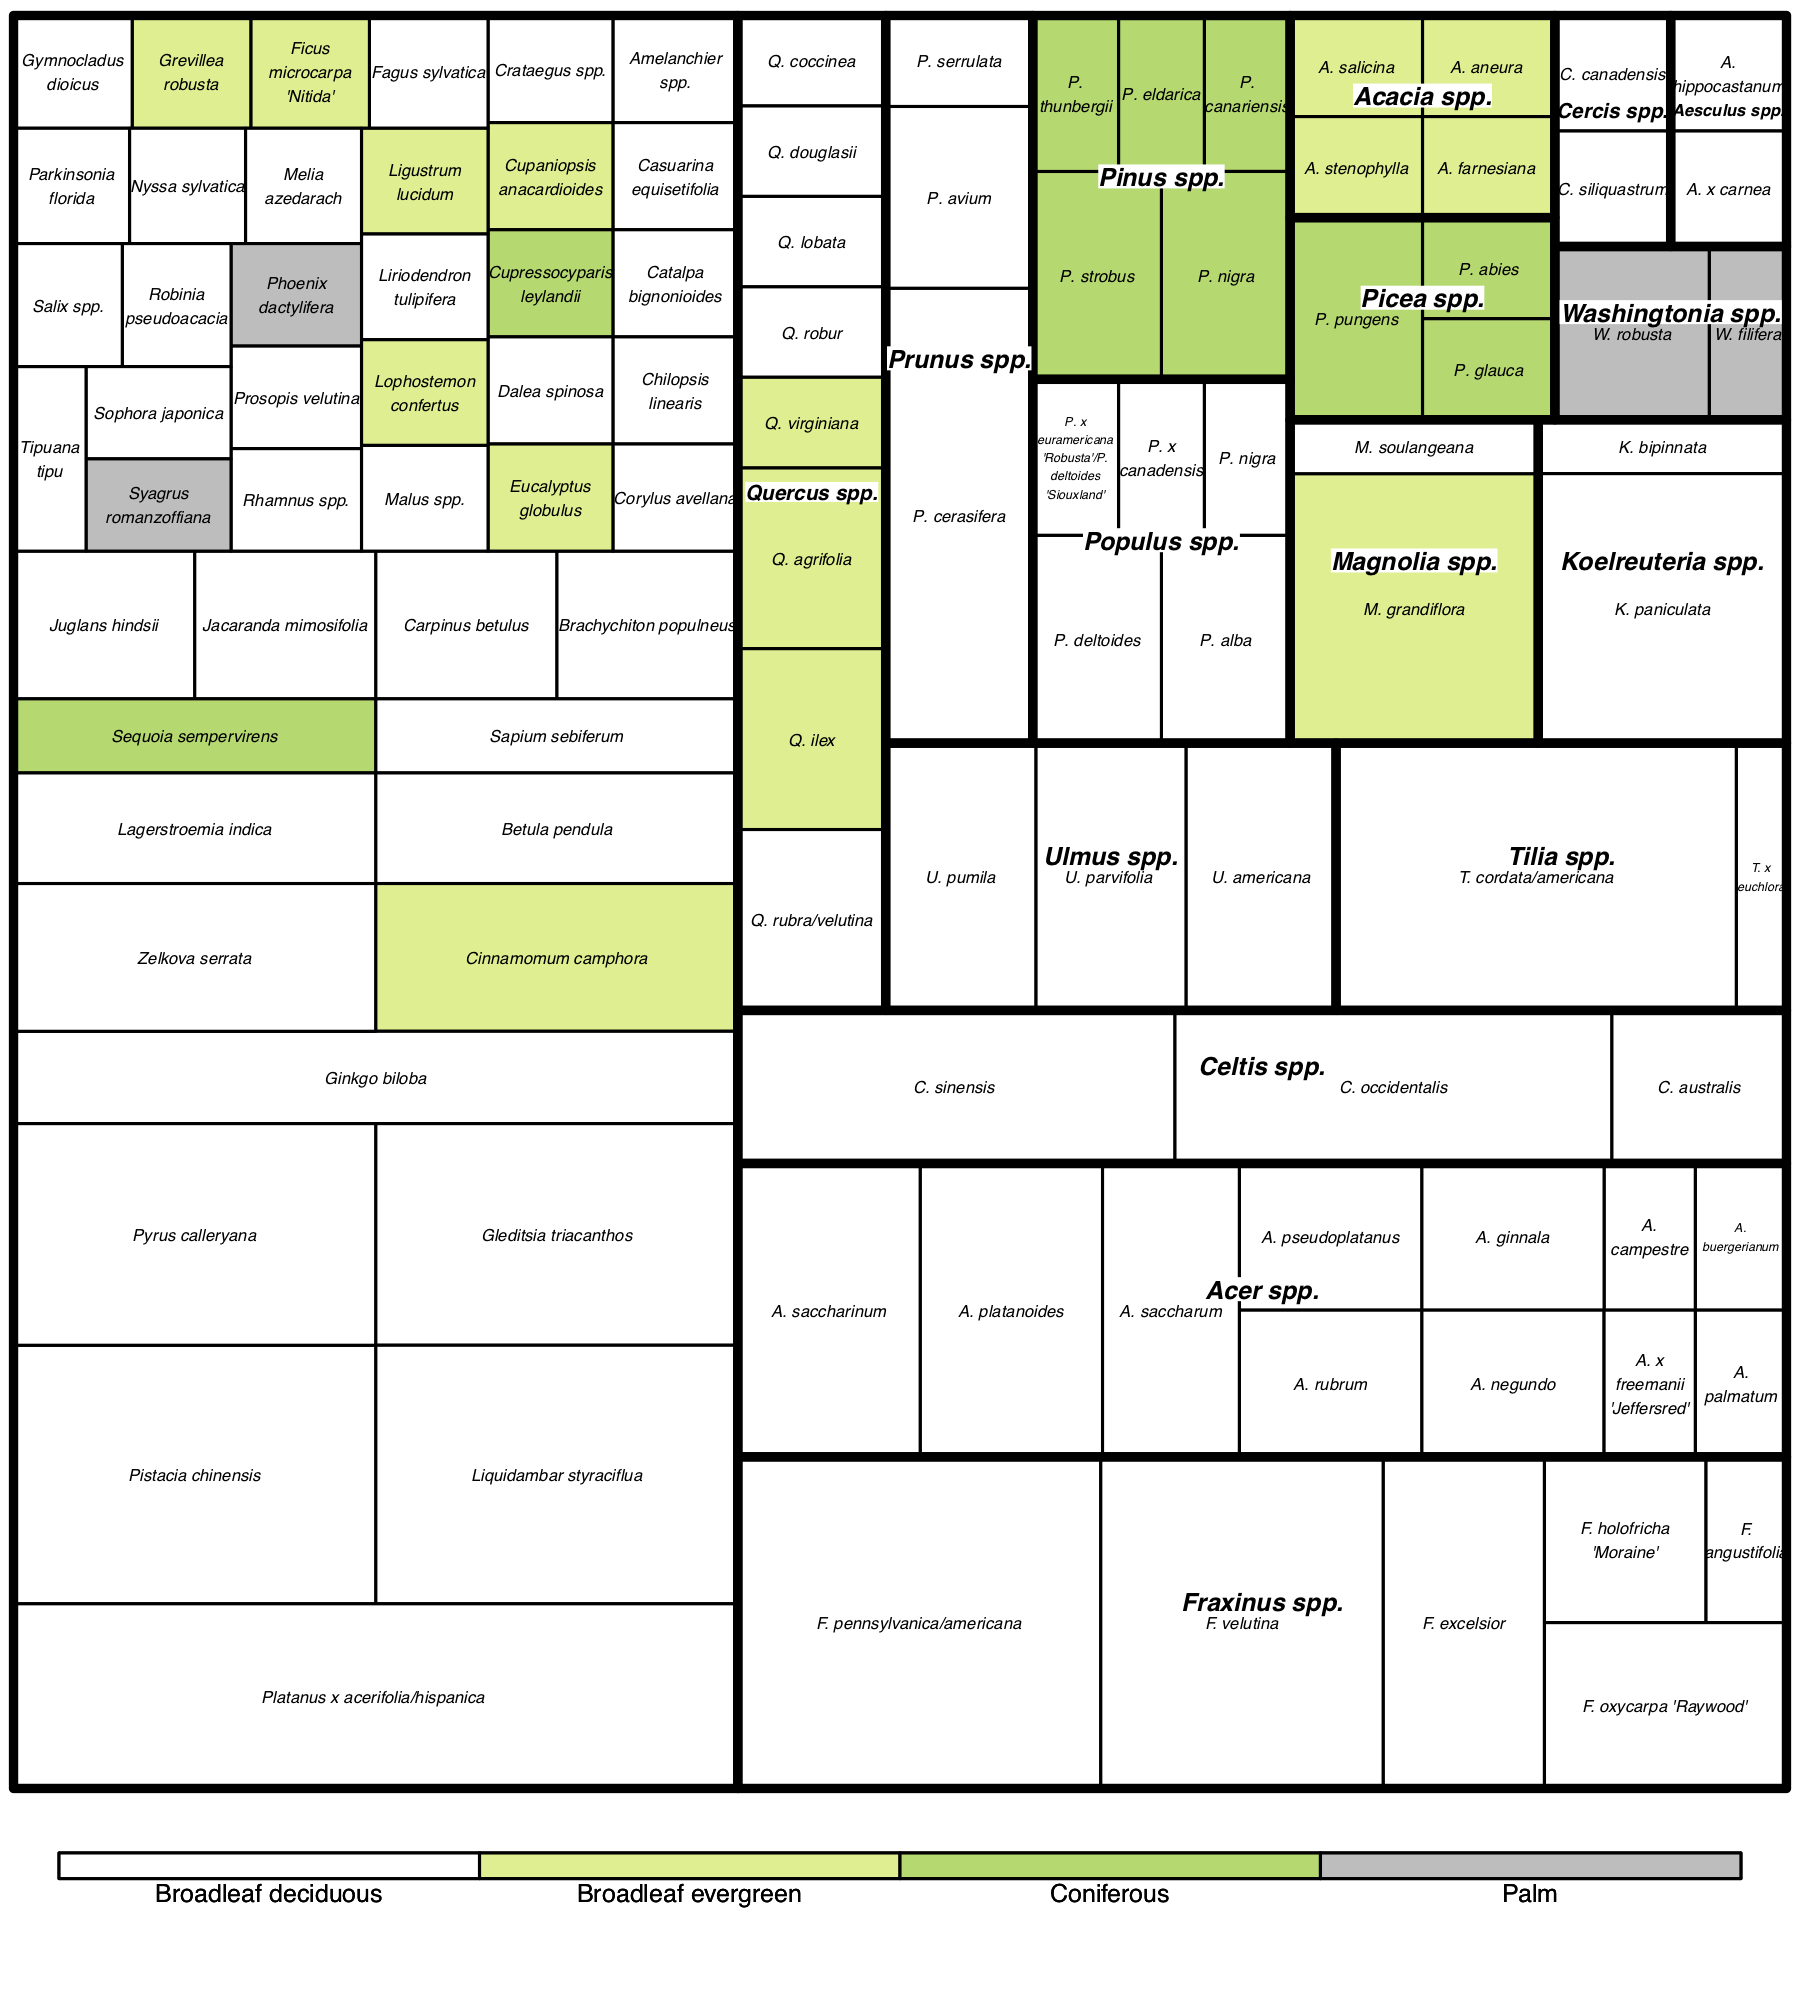 Gymnocladus
dioicus
Grevillea
robusta
Ficus
microcarpa
'Nitida'
Fagus sylvatica
Crataegus spp.
Amelanchier
spp.
Parkinsonia
florida
Nyssa sylvatica
Melia
azedarach
Ligustrum
lucidum
Cupaniopsis
anacardioides
Casuarina
equisetifolia
Salix spp.
Robinia
pseudoacacia
Phoenix
dactylifera
Liriodendron
tulipifera
Cupressocyparis
leylandii
Catalpa
bignonioides
Tipuana
tipu
Sophora japonica
Prosopis velutina
Lophostemon
confertus
Dalea spinosa
Chilopsis
linearis
Syagrus
romanzoffiana
Rhamnus spp.
Malus spp.
Eucalyptus
globulus
Corylus avellana
Juglans hindsii
Jacaranda mimosifolia
Carpinus betulus
Brachychiton populneus
Sequoia sempervirens
Sapium sebiferum
Lagerstroemia indica
Betula pendula
Zelkova serrata
Cinnamomum camphora
Ginkgo biloba
Pyrus calleryana
Gleditsia triacanthos
Pistacia chinensis
Liquidambar styraciflua
Platanus x acerifolia/hispanica
Q. coccinea
Q. douglasii
Q. lobata
Q. robur
Q. virginiana
Quercus spp.
Q. agrifolia
Q. ilex
Q. rubra/velutina
P. serrulata
P. avium
Prunus spp.
P. cerasifera
P.
thunbergii
P. eldarica
P.
canariensis
Pinus spp.
P. strobus
P. nigra
P. x
euramericana
'Robusta'/P.
deltoides
'Siouxland'
P. x
canadensis
P. nigra
Populus spp.
P. deltoides
P. alba
A. salicina
A. aneura
Acacia spp.
A. stenophylla
A. farnesiana
P. abies
Picea spp.
P. pungens
P. glauca
C. canadensis
Cercis spp.
C. siliquastrum
A.
hippocastanum
Aesculus spp.
A. x carnea
Washingtonia spp.
W. robusta
W. filifera
M. soulangeana
Magnolia spp.
M. grandiflora
K. bipinnata
Koelreuteria spp.
K. paniculata
U. pumila
Ulmus spp.
U. parvifolia
U. americana
Tilia spp.
T. cordata/americana
T. x
euchlora
C. sinensis
Celtis spp.
C. occidentalis
C. australis
A. saccharinum
A. platanoides
A. saccharum
Acer spp.
A. pseudoplatanus
A. ginnala
A.
campestre
A.
buergerianum
A. rubrum
A. negundo
A. x
freemanii
'Jeffersred'
A.
palmatum
F. pennsylvanica/americana
Fraxinus spp.
F. velutina
F. excelsior
F. holofricha
'Moraine'
F.
angustifolia
F. oxycarpa 'Raywood'
Broadleaf deciduous
Broadleaf evergreen
Coniferous
Palm